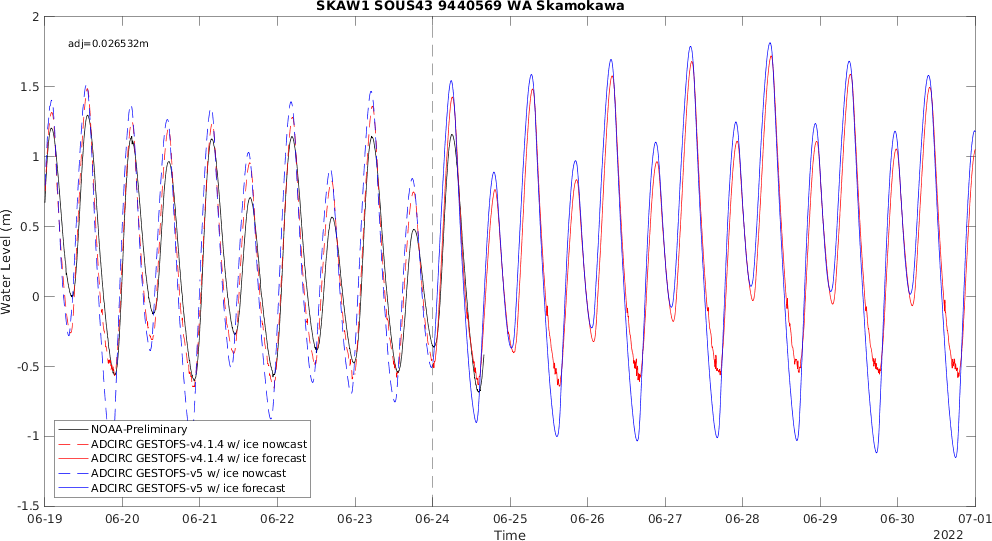 SKAW1 SOUS43 9440569 WA Skamokawa
adj=0.026532m
2
1.5
1
0.5
0
-0.5
-1
-1.5
Water Level (m)
NOAA-Preliminary
ADCIRC GESTOFS-v4.1.4 w/ ice nowcast
ADCIRC GESTOFS-v4.1.4 w/ ice forecast
ADCIRC GESTOFS-v5 w/ ice nowcast
ADCIRC GESTOFS-v5 w/ ice forecast
06-19 06-20 06-21 06-22 06-23 06-24 06-25 06-26 06-27 06-28 06-29 06-30 07-01
Time
2022